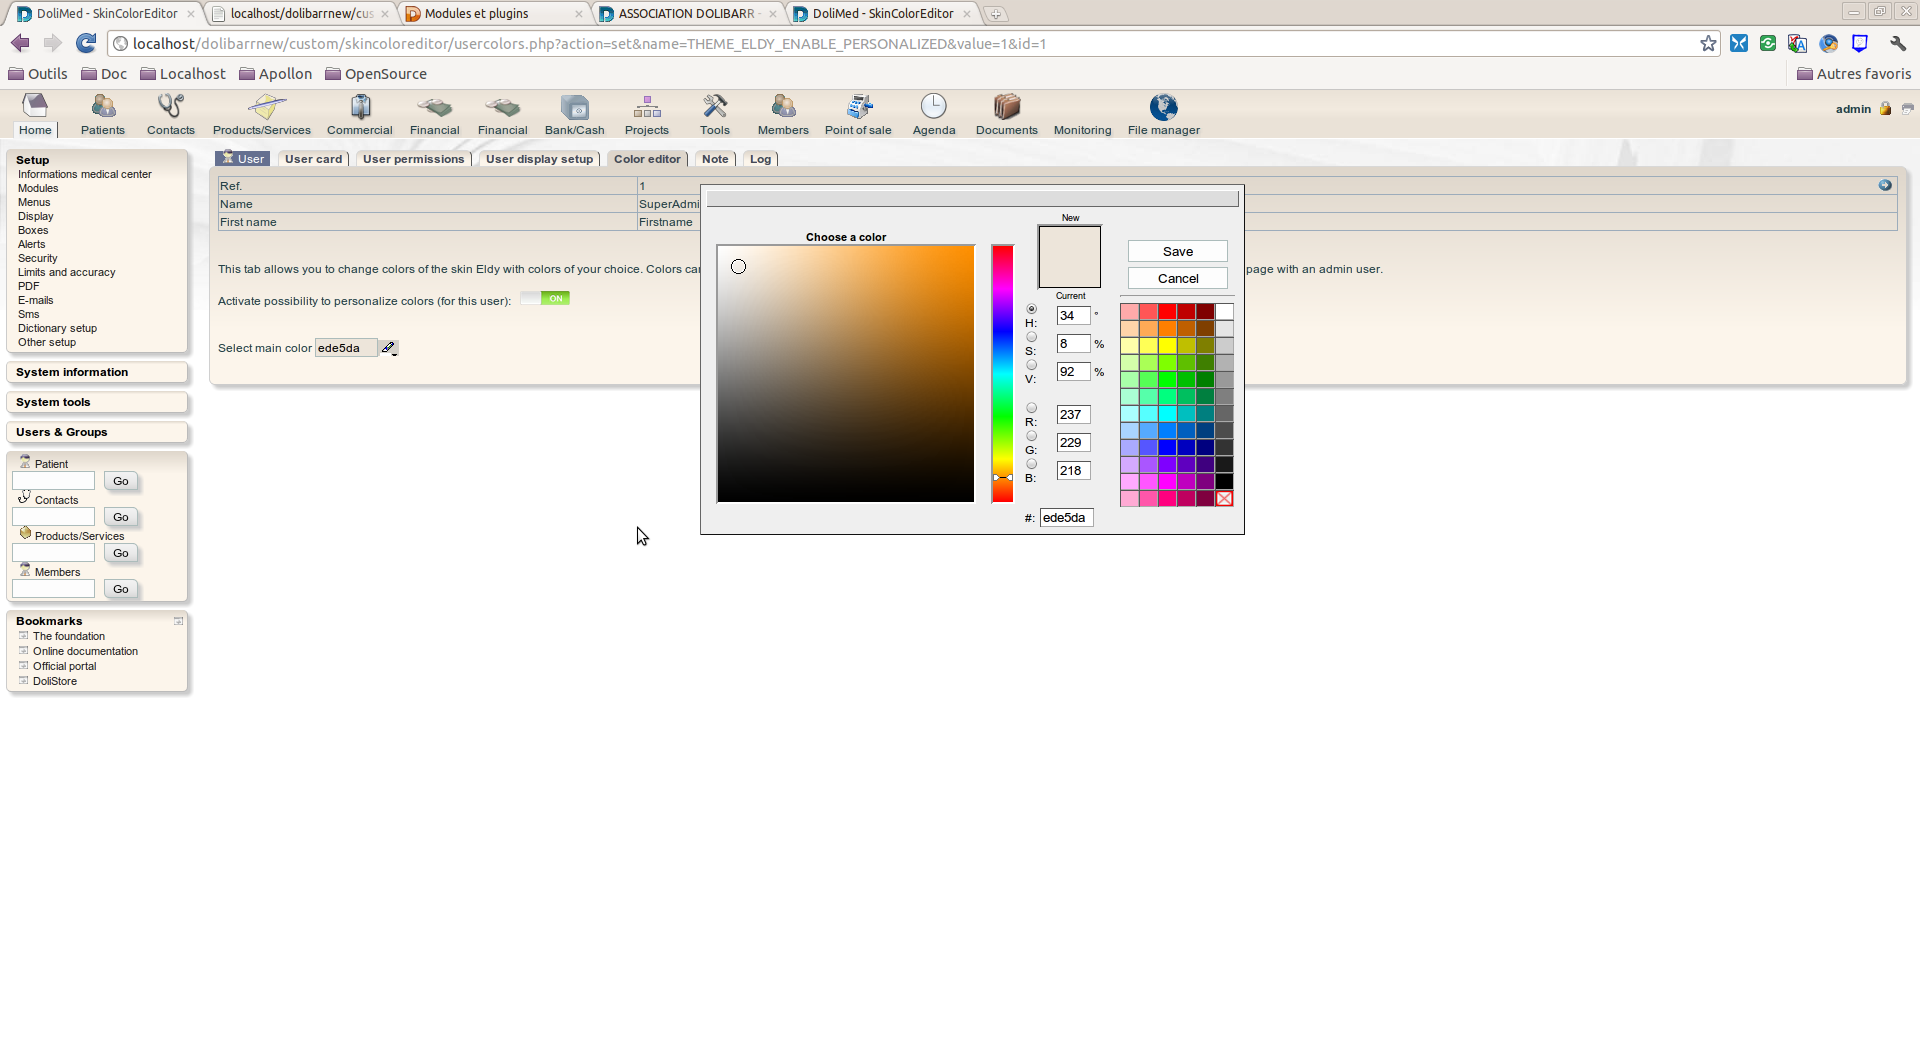 DoliMed - SkinColorEditor
localhost/dolibarrnew/cus
Modules et plugins
ASSOCIATION DOLIBARR -
DoliMed - SkinColorEditor
localhost/dolibarrnew/custom/skincoloreditor/usercolors.php?action=set&name=THEME_ELDY_ENABLE_PERSONALIZED&value=1&id=1
Outils Doc Localhost Apollon OpenSource Autres favoris
Home Patients Contacts Products/Services Commercial Financial Financial Bank/Cash Projects Tools Members Point of sale Agenda Documents Monitoring File manager
admin
Setup
Informations medical center
Modules
Menus
Display
Boxes
Alerts
Security
Limits and accuracy
PDF
E-mails
Sms
Dictionary setup
Other setup
System information
System tools
Users & Groups
Patient
Go
Contacts
Go
Products/Services
Go
Members
Go
Bookmarks
The foundation
Online documentation
Official portal
DoliStore
User User card User permissions User display setup Color editor Note Log
Ref. 1
Name SuperAdmi
First name Firstname
This tab allows you to change colors of the skin Eldy with colors of your choice. Colors car
page with an admin user.
Activate possibility to personalize colors (for this user): ON
Select main color ede5da
Choose a color
New
Current
Save
Cancel
H: 34 °
S: 8 %
V: 92 %
R: 237
G: 229
B: 218
#: ede5da